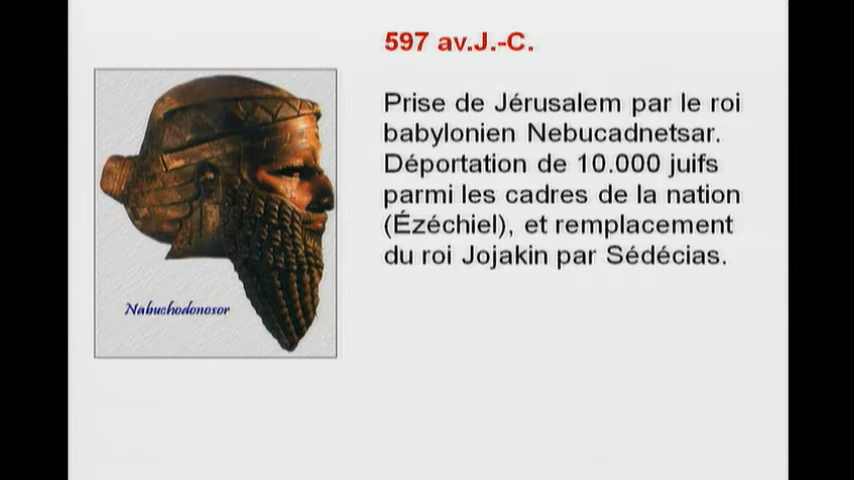 597 av.J.-C.
Prise de Jérusalem par le roi
babylonien Nebucadnetsar.
Déportation de 10.000 juifs
parmi les cadres de la nation
(Ézéchiel), et remplacement
du roi Jojakin par Sédécias.
Nabuchodonosor